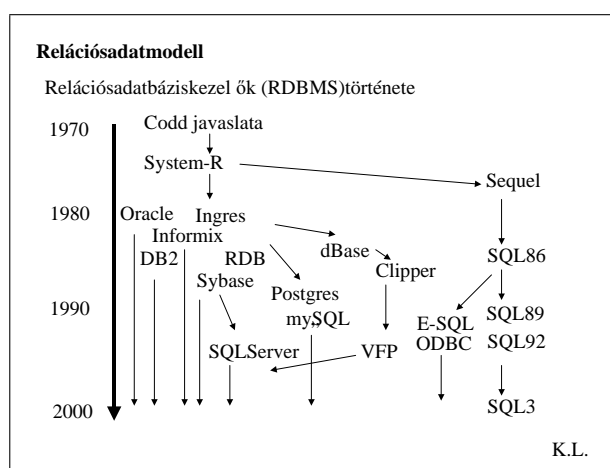 Relációsadatmodell
Relációsadatbáziskezel ők (RDBMS)története
1970
Codd javaslata
System-R
Sequel
1980
Oracle
Ingres
Informix
DB2
RDB
dBase
SQL86
Sybase
Clipper
1990
Postgres
mySQL
E-SQL
ODBC
SQL89
SQL92
SQLServer
VFP
2000
SQL3
K.L.